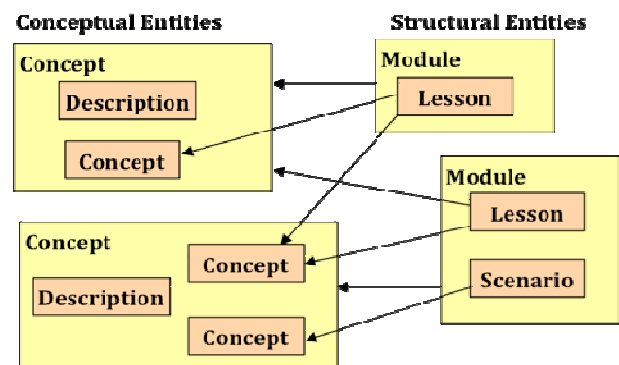 Conceptual Entities
Structural Entities
Concept
Description
Concept
Module
Lesson
Module
Lesson
Scenario
Concept
Concept
Description
Concept